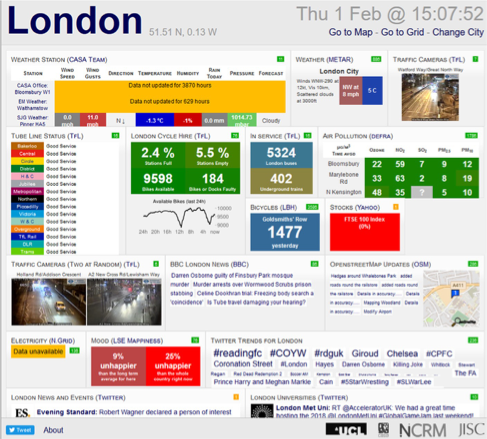 London 51.51 N, 0.13 W
Thu 1 Feb @ 15:07:52
Go to Map - Go to Grid - Change City
WEATHER STATION (CASA TEAM)
STATION WIND SPEED WIND GUSTS DIRECTION TEMPERATURE HUMIDITY RAIN TODAY PRESSURE FORECAST
CASA Office: Bloomsbury W1 Data not updated for 3870 hours
EM Weather: Walthamstow Data not updated for 629 hours
SJG Weather: Pinner HA5 0.0 mph 11.0 mph N↓ -1.3 °C -1% 0.0 mm 1014.73 Cloudy
WEATHER (METAR)
London City
Winds WNW-290 at 12kt, Vis 10km, Scattered clouds at 3000ft
NW at 8 mph
5 C
TRAFFIC CAMERAS (TFL)
Watford Way/Great North Way
TUBE LINE STATUS (TFL)
Bakerloo Good Service
Central Good Service
Circle Good Service
District Good Service
H & C Good Service
Jubilee Good Service
Metropolitan Good Service
Northern Good Service
Piccadilly Good Service
Victoria Good Service
W & C Good Service
Overground Good Service
TfL Rail Good Service
DLR Good Service
Trams Good Service
LONDON CYCLE HIRE (TFL)
2.4 % Stations Full
5.5 % Stations Empty
9598 Bikes Available
184 Bikes or Docks Faulty
Bikes Available (last 24h)
10000
9000
24h 20h 16h 12h 8h 4h now
IN SERVICE (TFL)
5324
London buses
402
Underground trains
BICYCLES (LBH)
Goldsmiths' Row
1477
yesterday
AIR POLLUTION (DEFRA)
Bloomsbury 22 59 7 9 12
Marylebone Rd 33 63 2 8 19
N Kensington 48 35 ? 5 10
STOCKS (YAHOO)
FTSE 100 Index
(0%)
TRAFFIC CAMERAS (TWO AT RANDOM) (TFL)
Holland Rd/Addison Crescent
A2 New Cross Rd/Lewisham Way
BBC LONDON NEWS (BBC)
Darren Osborne guilty of Finsbury Park mosque
murder Murder arrests over Wormwood Scrubs prison
stabbing Celine Dookhran trial: Freezing body search a
'coincidence' Is Tube travel damaging your hearing?
OPENSTREETMAP UPDATES (OSM)
ELECTRICITY (N GRID)
Data unavailable
MOOD (LSE MAPPINESS)
9%
unhappier
than the long term average for here
25%
unhappier
than the whole country right now
TWITTER TRENDS FOR LONDON
#readingfc #COYW #rdguk Giroud Chelsea #CPFC
Coronation Street #London Hayes Darren Osborne Killing Joke Whitlock Stewart
Regan Red Dead Redemption 2 The FA
Prince Harry and Meghan Markle Cain #5StarWrestling #SLWarLee
LONDON NEWS AND EVENTS (TWITTER)
ES. Evening Standard: Robert Wagner declared a person of interest
LONDON UNIVERSITIES (TWITTER)
London Met Uni: RT @AcceleratorUK: We had a great time
Tweet About
UCL NCRM JISC